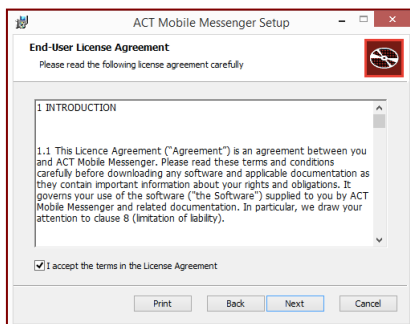 ACT Mobile Messenger Setup
End-User License Agreement
Please read the following license agreement carefully
1 INTRODUCTION
1.1 This Licence Agreement ("Agreement") is an agreement between you
and ACT Mobile Messenger. Please read these terms and conditions
carefully before downloading any software and applicable documentation as
they contain important information about your rights and obligations. It
governs your use of the software ("the Software") supplied to you by ACT
Mobile Messenger and related documentation. In particular, we draw your
attention to clause 8 (limitation of liability).
I accept the terms in the License Agreement
Print Back Next Cancel